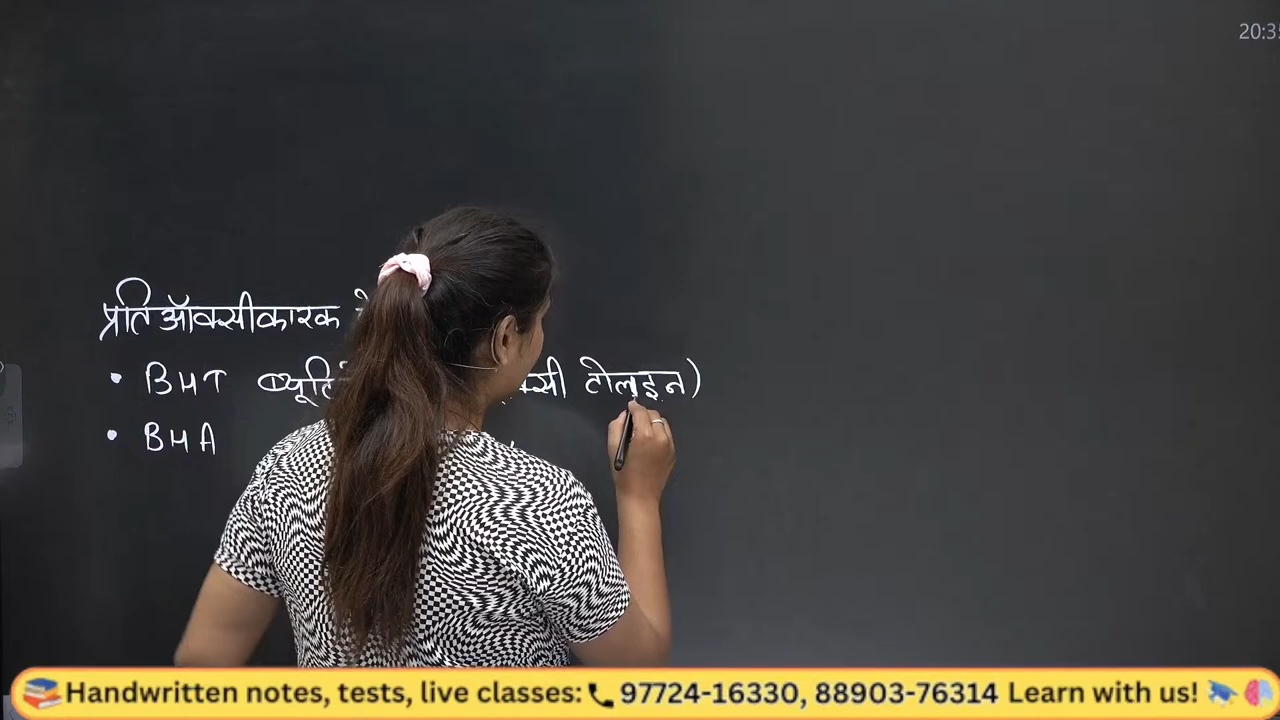 20:35
प्रतिऑक्सीकारक
• BHT ब्यूटि टोलूइन)
• BHA
Handwritten notes, tests, live classes: 97724-16330, 88903-76314 Learn with us!